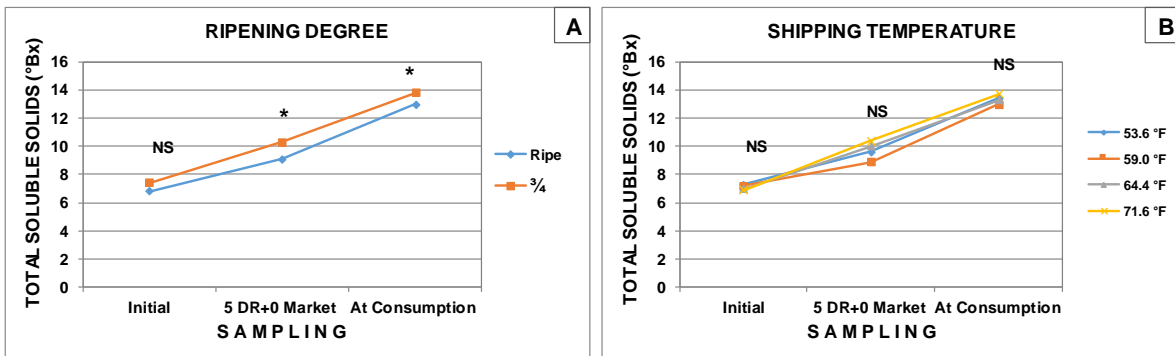 RIPENING DEGREE
A
TOTAL SOLUBLE SOLIDS (°Bx)
16
14
12
10
8
6
4
2
0
NS
*
*
Initial
5 DR+0 Market
At Consumption
S A M P L I N G
Ripe
¾
SHIPPING TEMPERATURE
B
TOTAL SOLUBLE SOLIDS (°Bx)
16
14
12
10
8
6
4
2
0
NS
NS
NS
Initial
5 DR+0 Market
At Consumption
S A M P L I N G
53.6 °F
59.0 °F
64.4 °F
71.6 °F